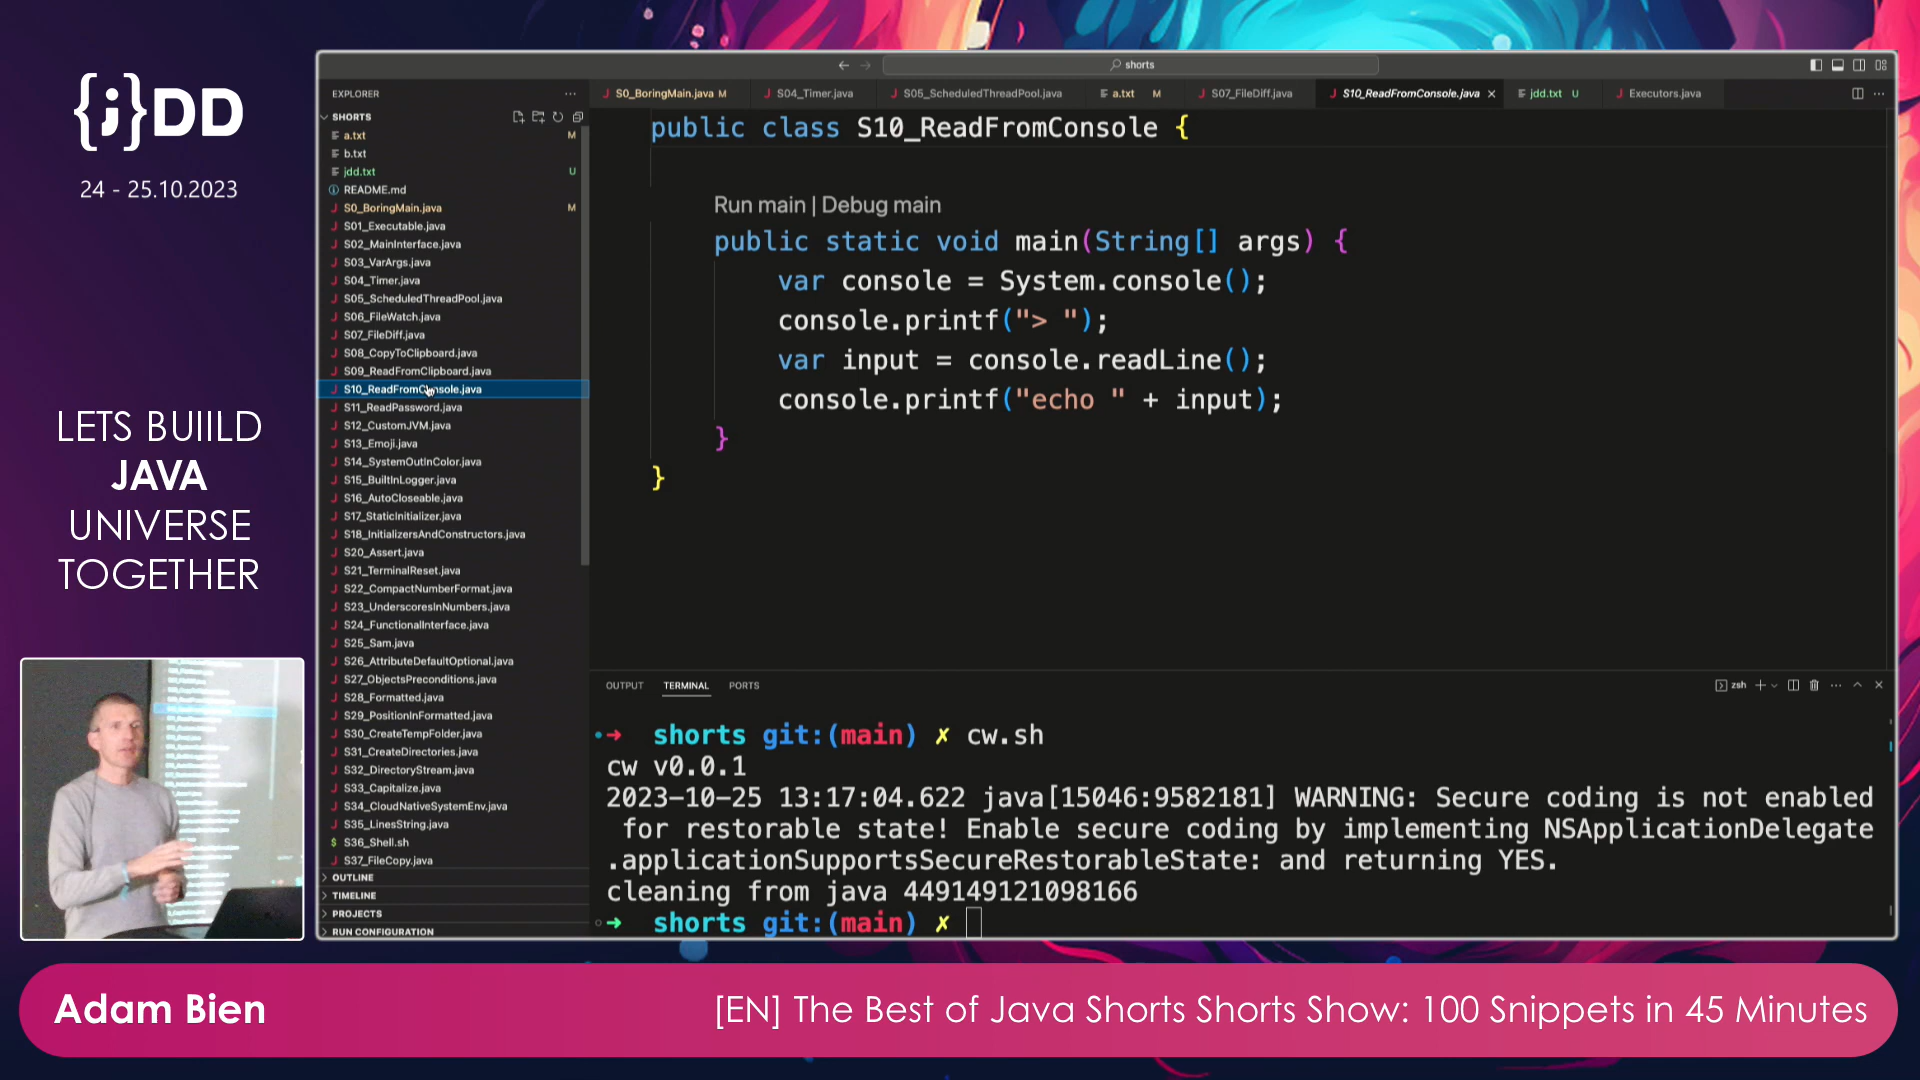 {j}DD
24 - 25.10.2023
LETS BUIILD
JAVA
UNIVERSE
TOGETHER
shorts
EXPLORER
SHORTS
a.txt M
b.txt
jdd.txt U
README.md
S0_BoringMain.java M
S01_Executable.java
S02_MainInterface.java
S03_VarArgs.java
S04_Timer.java
S05_ScheduledThreadPool.java
S06_FileWatch.java
S07_FileDiff.java
S08_CopyToClipboard.java
S09_ReadFromClipboard.java
S10_ReadFromConsole.java
S11_ReadPassword.java
S12_CustomJVM.java
S13_Emoji.java
S14_SystemOutInColor.java
S15_BuiltInLogger.java
S16_AutoCloseable.java
S17_StaticInitializer.java
S18_InitializersAndConstructors.java
S20_Assert.java
S21_TerminalReset.java
S22_CompactNumberFormat.java
S23_UnderscoresInNumbers.java
S24_FunctionalInterface.java
S25_Sam.java
S26_AttributeDefaultOptional.java
S27_ObjectsPreconditions.java
S28_Formatted.java
S29_PositionInFormatted.java
S30_CreateTempFolder.java
S31_CreateDirectories.java
S32_DirectoryStream.java
S33_Capitalize.java
S34_CloudNativeSystemEnv.java
S35_LinesString.java
S36_Shell.sh
S37_FileCopy.java
OUTLINE
TIMELINE
PROJECTS
RUN CONFIGURATION
S0_BoringMain.java M S04_Timer.java S05_ScheduledThreadPool.java a.txt M S07_FileDiff.java S10_ReadFromConsole.java jdd.txt U Executors.java
public class S10_ReadFromConsole {
Run main | Debug main
public static void main(String[] args) {
var console = System.console();
console.printf("> ");
var input = console.readLine();
console.printf("echo " + input);
}
}
OUTPUT TERMINAL PORTS
zsh
→ shorts git:(main) ✗ cw.sh
cw v0.0.1
2023-10-25 13:17:04.622 java[15046:9582181] WARNING: Secure coding is not enabled
for restorable state! Enable secure coding by implementing NSApplicationDelegate
.applicationSupportsSecureRestorableState: and returning YES.
cleaning from java 449149121098166
→ shorts git:(main) ✗
Adam Bien
[EN] The Best of Java Shorts Shorts Show: 100 Snippets in 45 Minutes